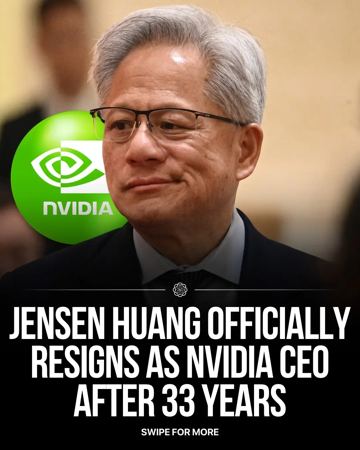 NVIDIA
JENSEN HUANG OFFICIALLY
RESIGNS AS NVIDIA CEO
AFTER 33 YEARS
SWIPE FOR MORE